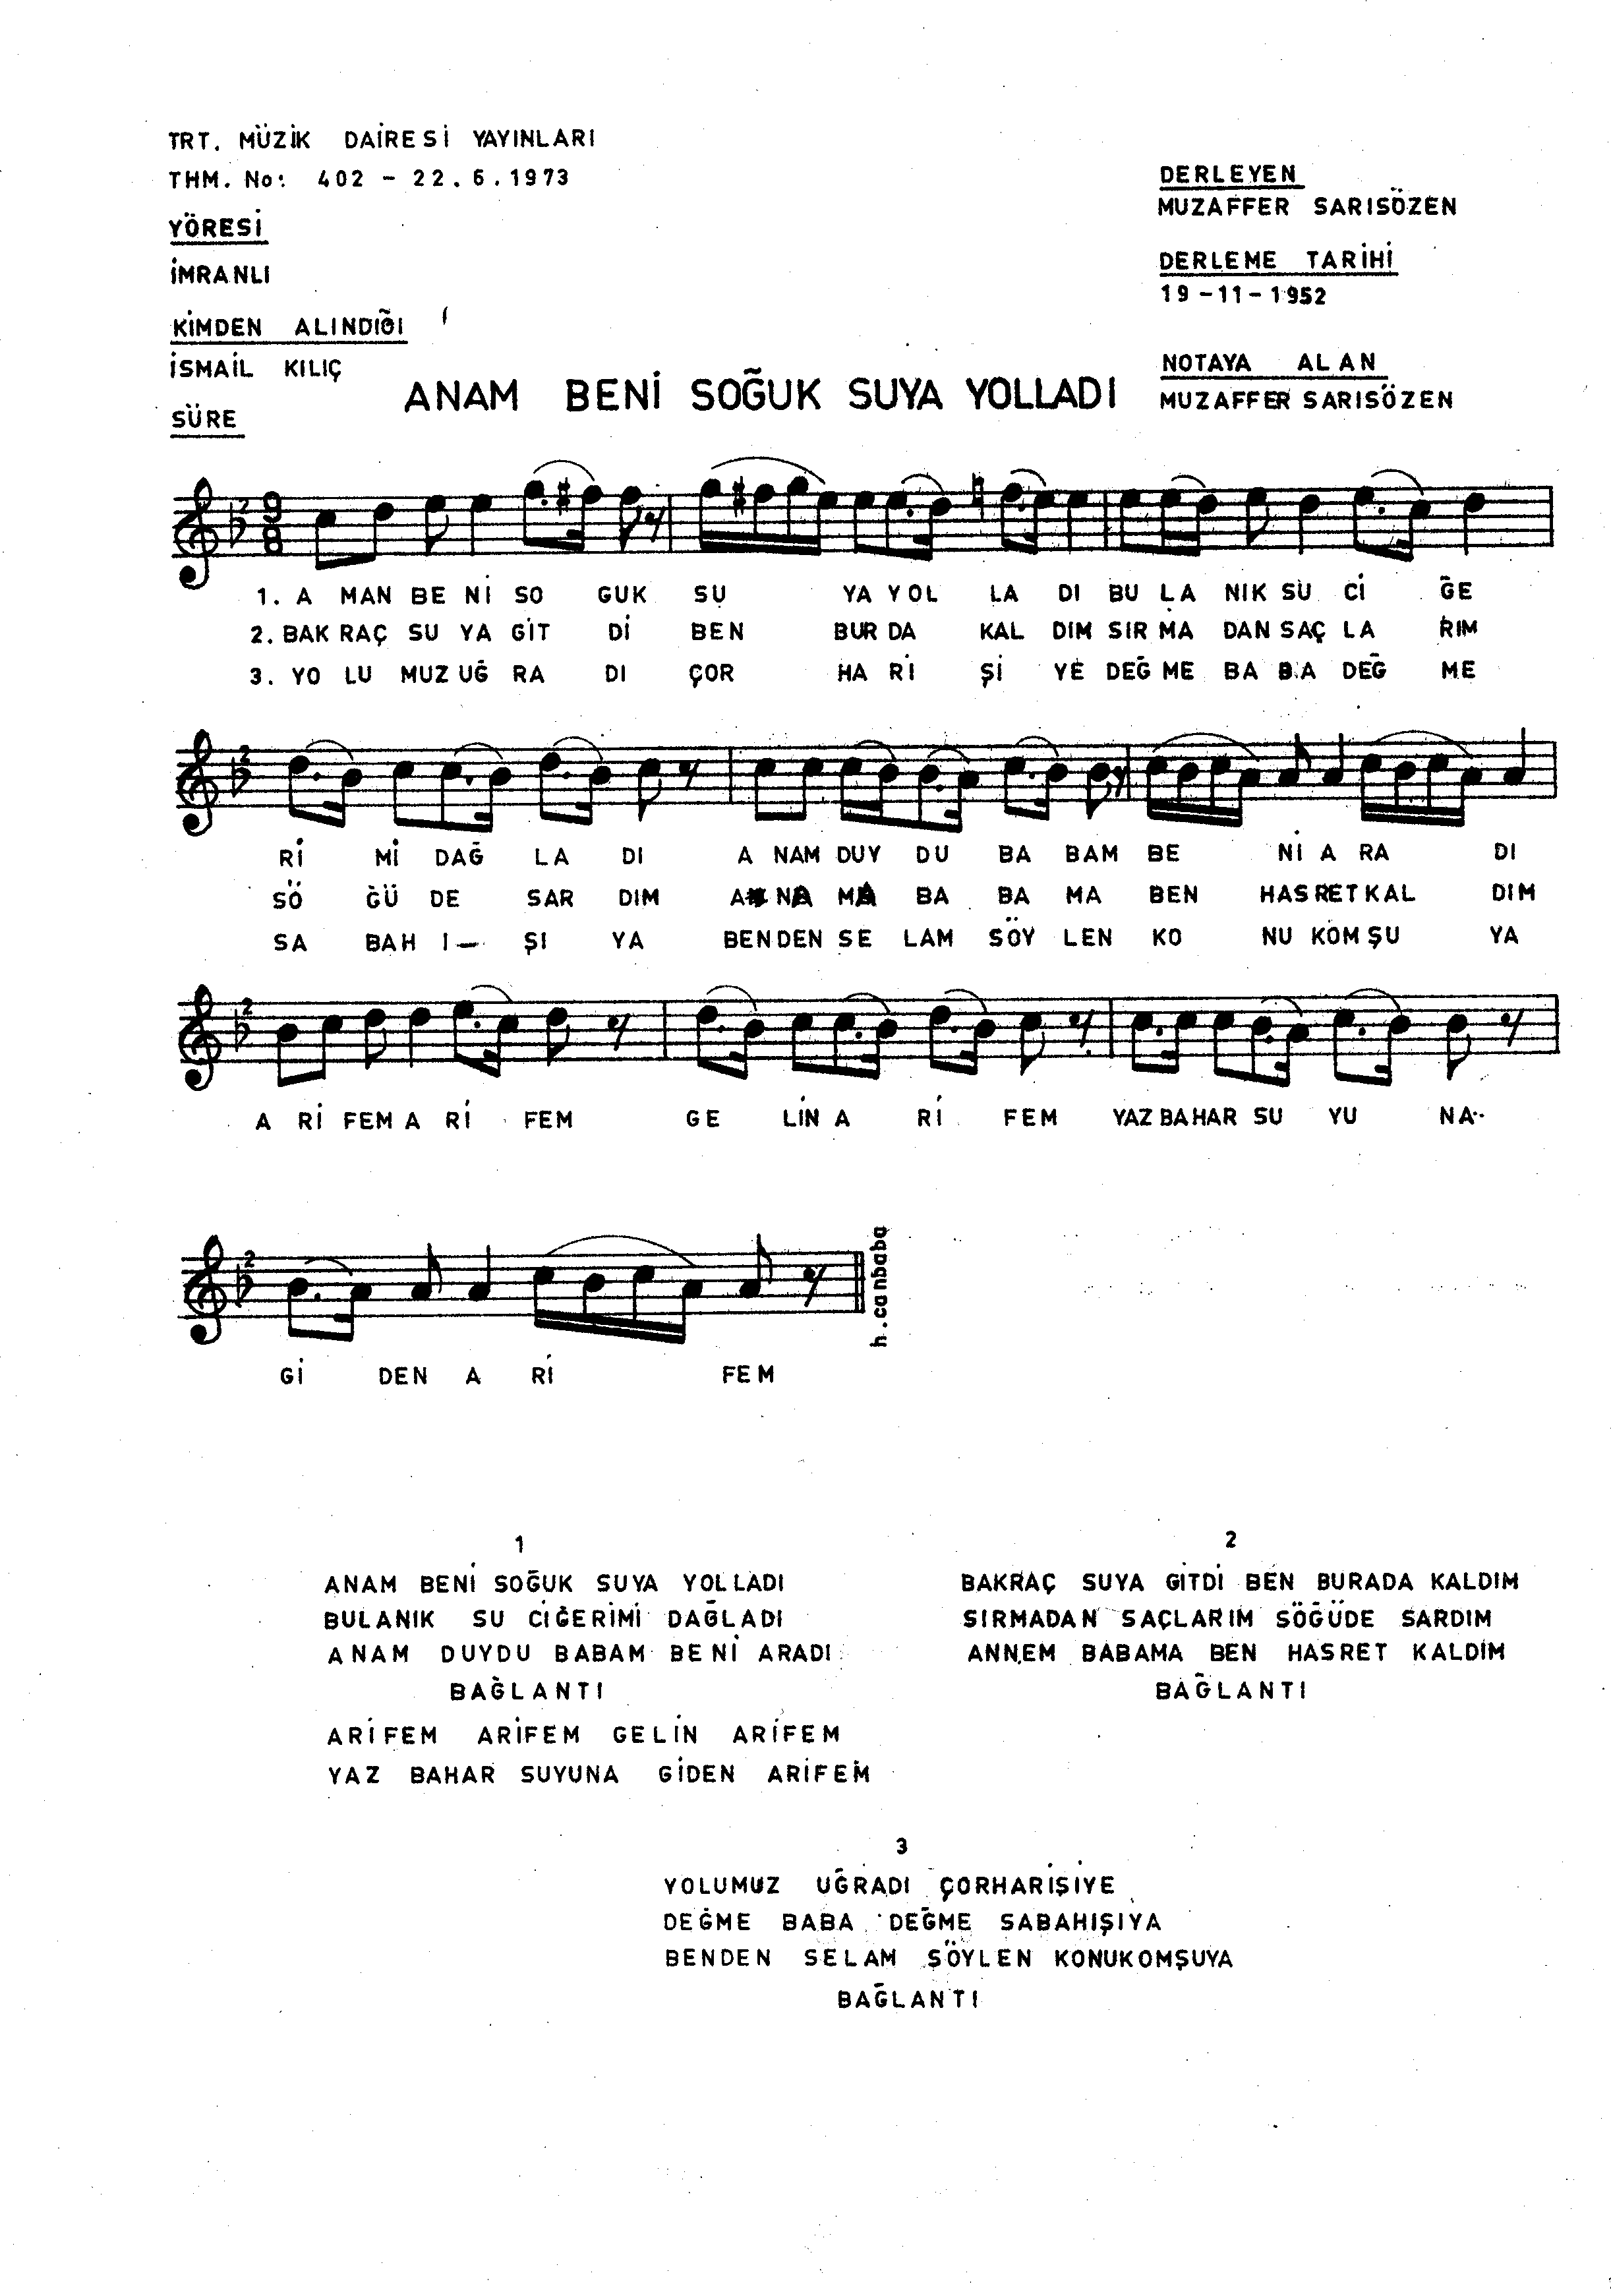 TRT. MÜZİK DAİRESİ YAYINLARI
THM. No: 402 - 22.6.1973
YÖRESİ
İMRANLI
KİMDEN ALINDIĞI
İSMAİL KILIÇ
SÜRE
DERLEYEN
MUZAFFER SARISÖZEN
DERLEME TARİHİ
19-11-1952
NOTAYA ALAN
MUZAFFER SARISÖZEN
ANAM BENİ SOĞUK SUYA YOLLADI
9
8
1. A MAN BE Nİ SO GUK SU YA YOL LA DI BU LA NIK SU Cİ ĞE
2. BAK RAÇ SU YA GİT Dİ BEN BUR DA KAL DIM SIR MA DAN SAÇ LA RIM
3. YO LU MUZ UĞ RA DI ÇOR HA Rİ Şİ YE DEĞ ME BA BA DEĞ ME
2
Rİ Mİ DAĞ LA DI A NAM DUY DU BA BAM BE Nİ A RA DI
SÖ ĞÜ DE SAR DIM A NA MA BA BA MA BEN HAS RET KAL DIM
SA BAH I— ŞI YA BEN DEN SE LAM SÖY LEN KO NU KOM ŞU YA
2
A Rİ FEM A Rİ FEM GE LİN A Rİ FEM YAZ BA HAR SU YU NA..
2
Gİ DEN A Rİ FEM
h.canbaba
1
ANAM BENİ SOĞUK SUYA YOLLADI
BULANIK SU CİĞERİMİ DAĞLADI
ANAM DUYDU BABAM BENİ ARADI
BAĞLANTI
ARİFEM ARİFEM GELİN ARİFEM
YAZ BAHAR SUYUNA GİDEN ARİFEM
2
BAKRAÇ SUYA GİTDİ BEN BURADA KALDIM
SIRMADAN SAÇLARIM SÖĞÜDE SARDIM
ANNEM BABAMA BEN HASRET KALDIM
BAĞLANTI
3
YOLUMUZ UĞRADI ÇORHARİŞİYE
DEĞME BABA DEĞME SABAHIŞIYA
BENDEN SELAM SÖYLEN KONUKOMŞUYA
BAĞLANTI